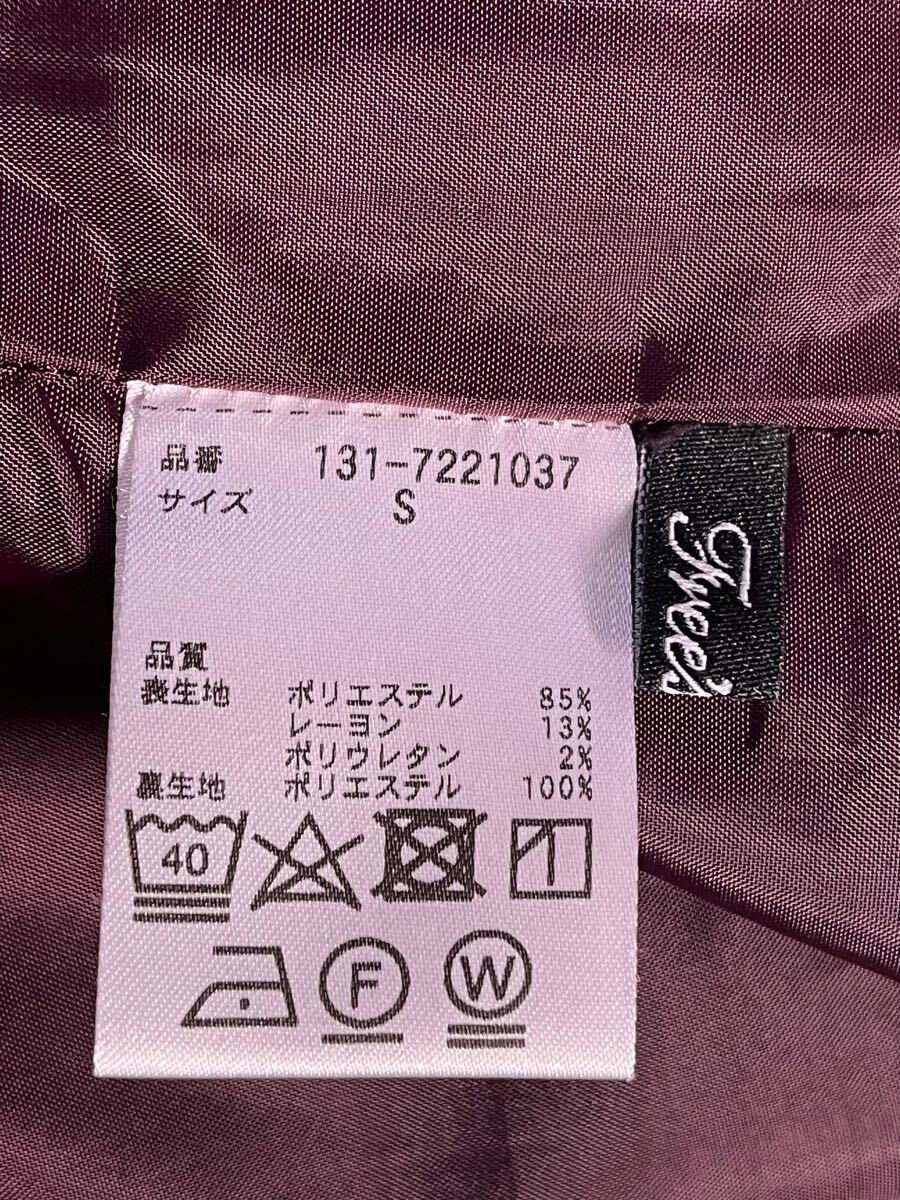 品番 131-7221037
サイズ S
Tvee's
品質
表生地 ポリエステル 85%
レーヨン 13%
ポリウレタン 2%
裏生地 ポリエステル 100%
40
F
W